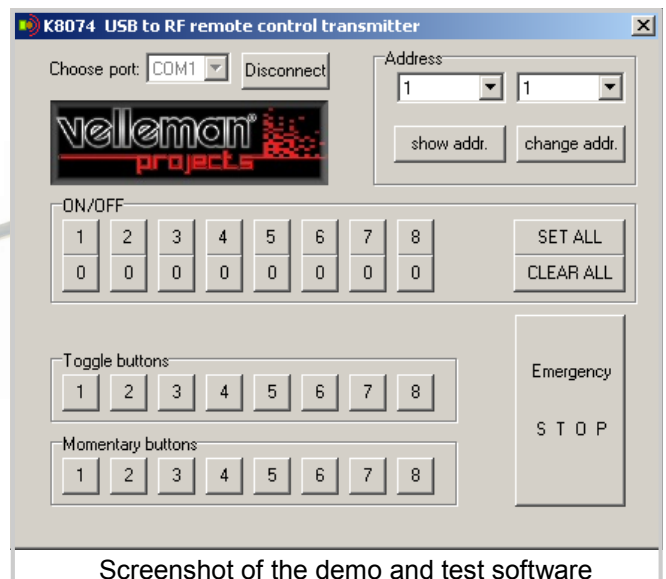 K8074 USB to RF remote control transmitter
Choose port: COM1 Disconnect
Address
1 1
show addr. change addr.
velleman®
projects
ON/OFF
1 2 3 4 5 6 7 8 SET ALL
0 0 0 0 0 0 0 0 CLEAR ALL
Toggle buttons
1 2 3 4 5 6 7 8
Momentary buttons
1 2 3 4 5 6 7 8
Emergency
S T O P
Screenshot of the demo and test software